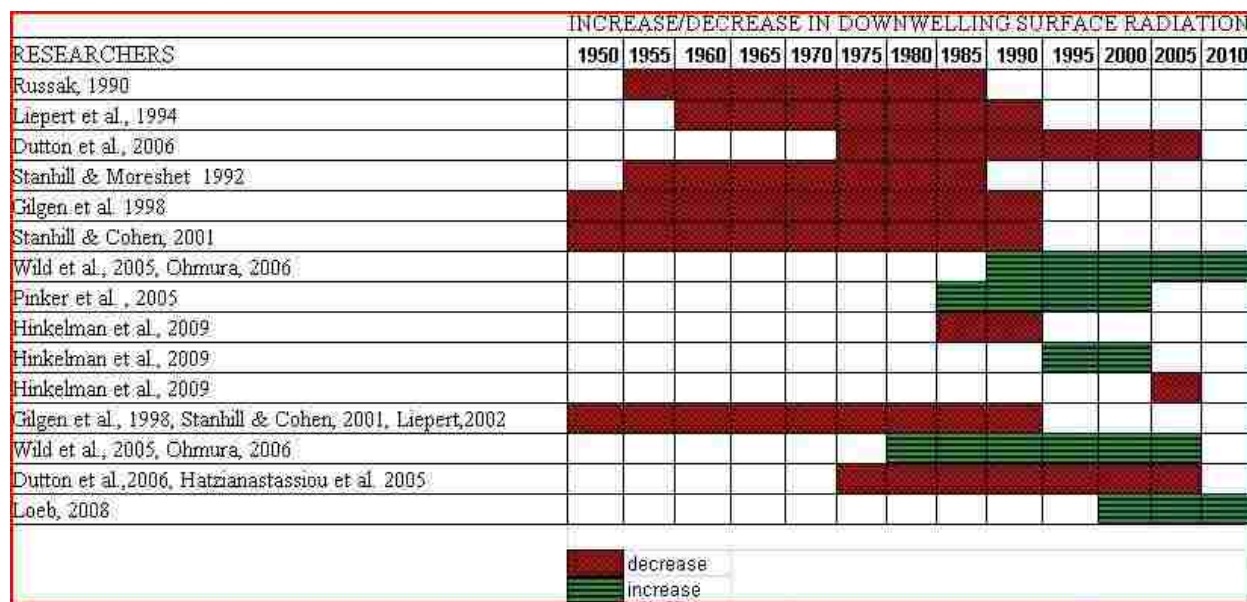 INCREASE/DECREASE IN DOWNWELLING SURFACE RADIATION
RESEARCHERS 1950 1955 1960 1965 1970 1975 1980 1985 1990 1995 2000 2005 2010
Russak, 1990
Liepert et al., 1994
Dutton et al., 2006
Stanhill & Moreshet 1992
Gilgen et al. 1998
Stanhill & Cohen, 2001
Wild et al., 2005, Ohmura, 2006
Pinker et al. , 2005
Hinkelman et al., 2009
Hinkelman et al., 2009
Hinkelman et al., 2009
Gilgen et al., 1998, Stanhill & Cohen, 2001, Liepert,2002
Wild et al., 2005, Ohmura, 2006
Dutton et al.,2006, Hatzianastassiou et al. 2005
Loeb, 2008
decrease
increase